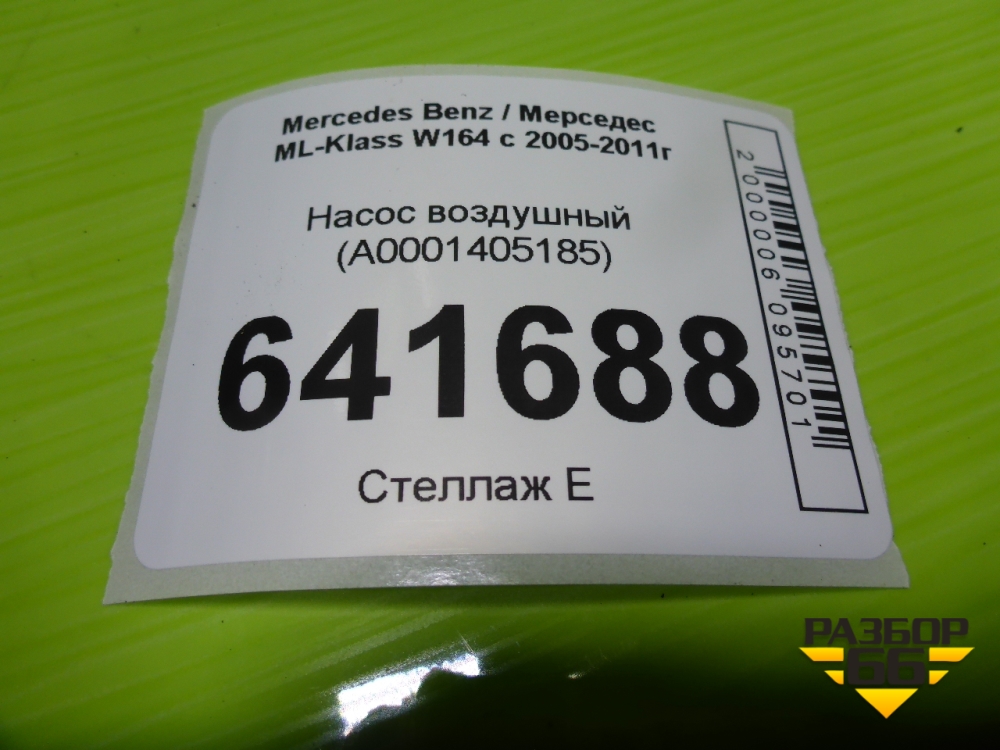 Mercedes Benz / Мерседес
ML-Klass W164 с 2005-2011г
Насос воздушный
(A0001405185)
641688
Стеллаж Е
2000006095701
РАЗБОР
66